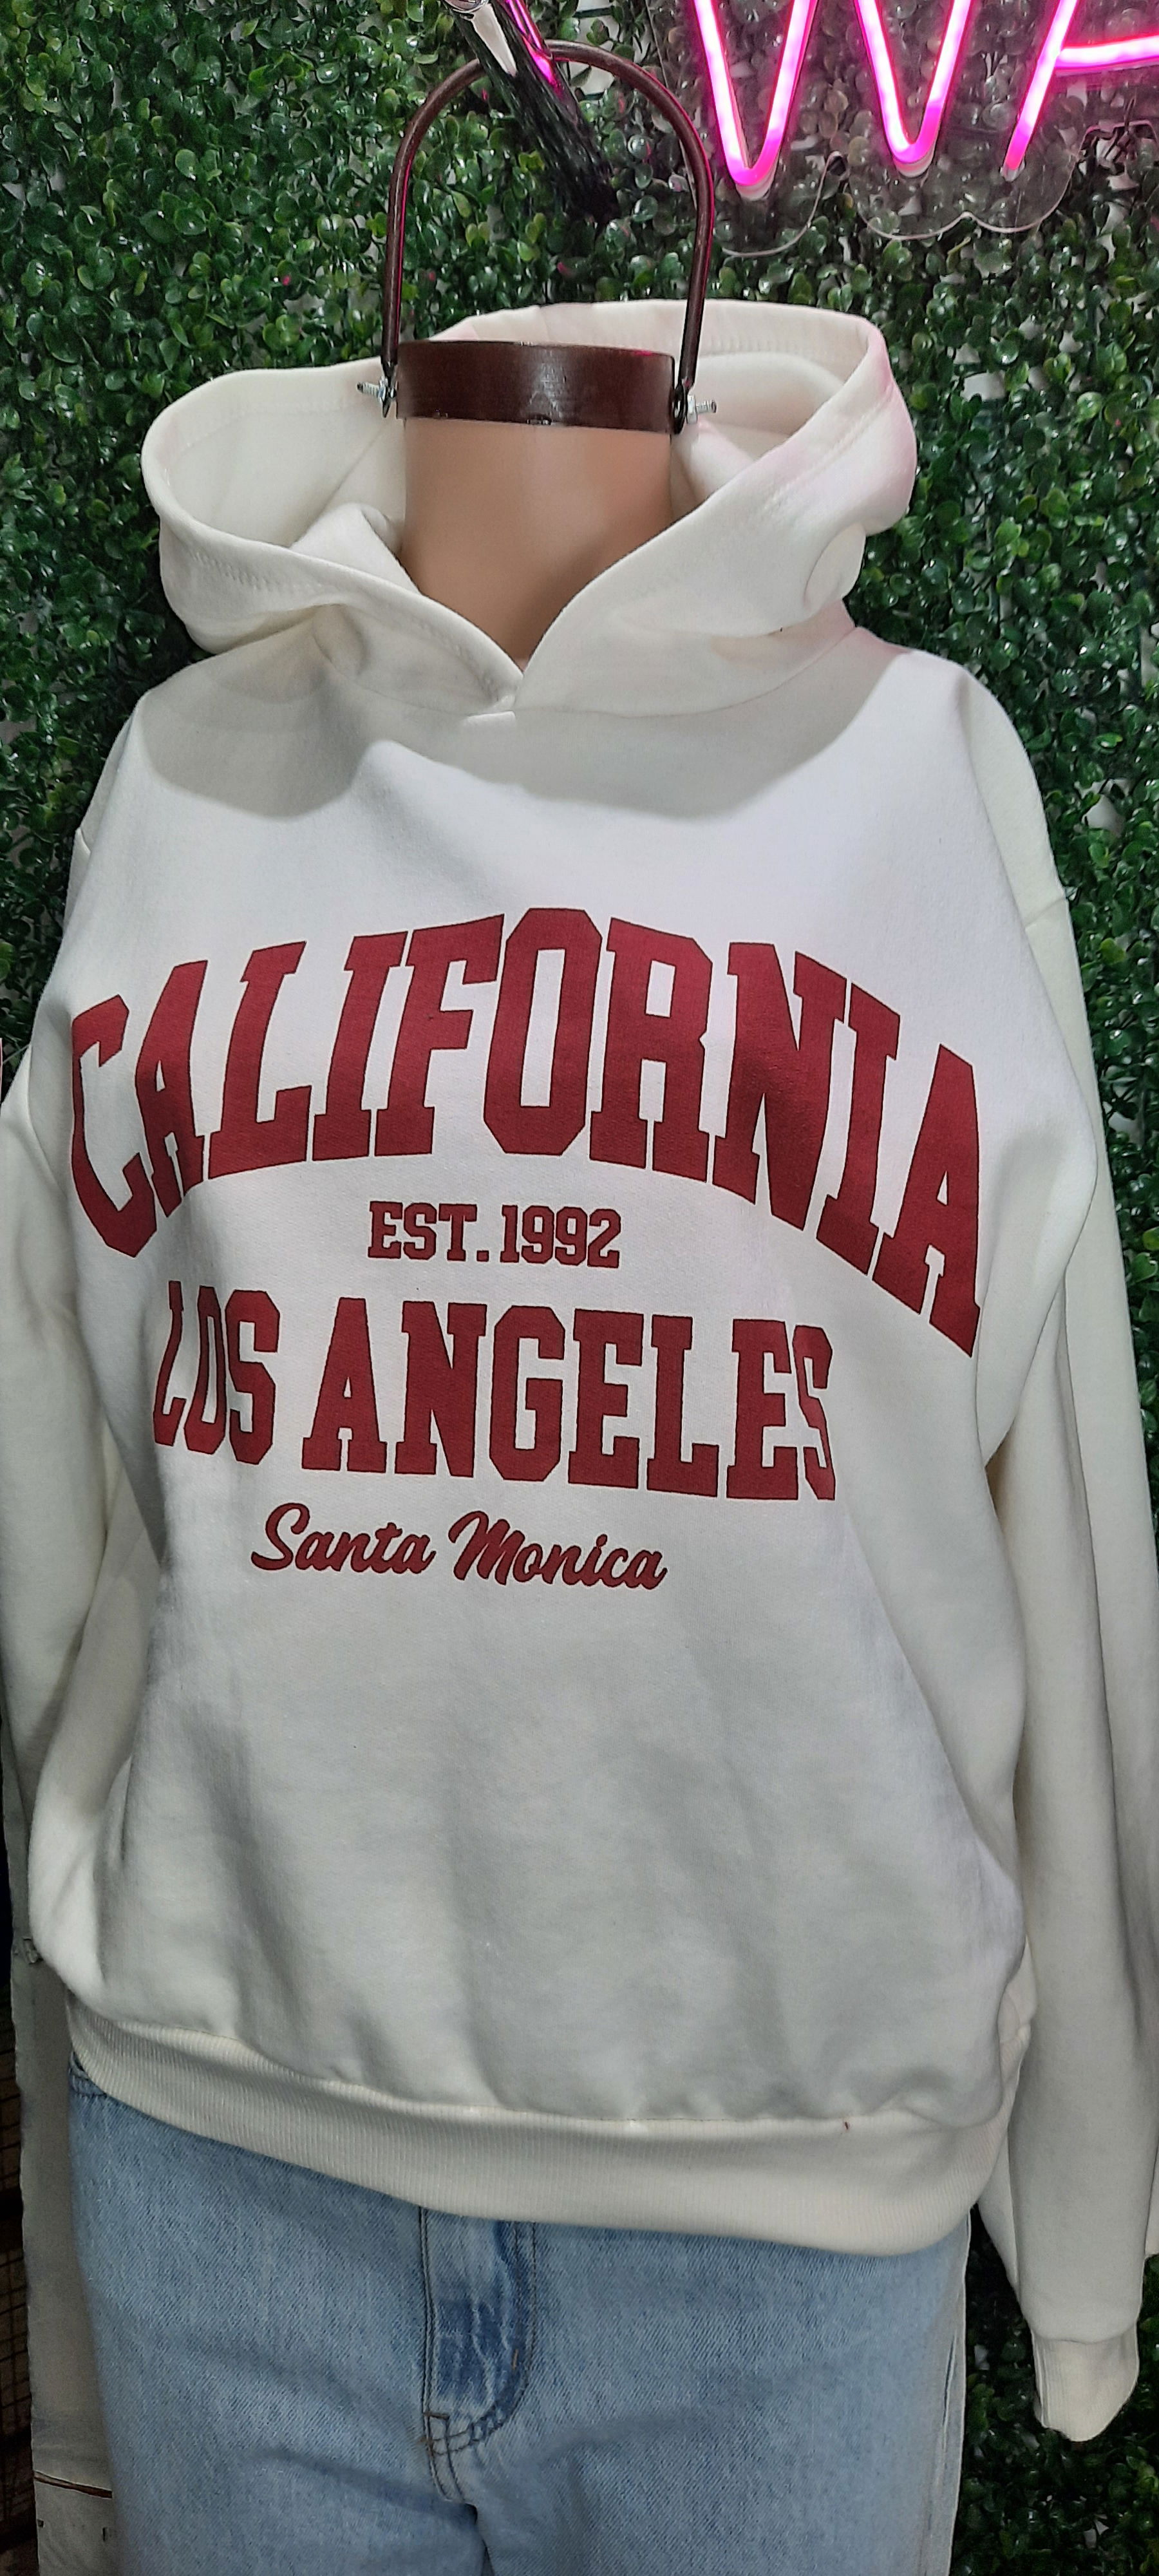 CALIFORNIA
EST. 1992
LOS ANGELES
Santa Monica